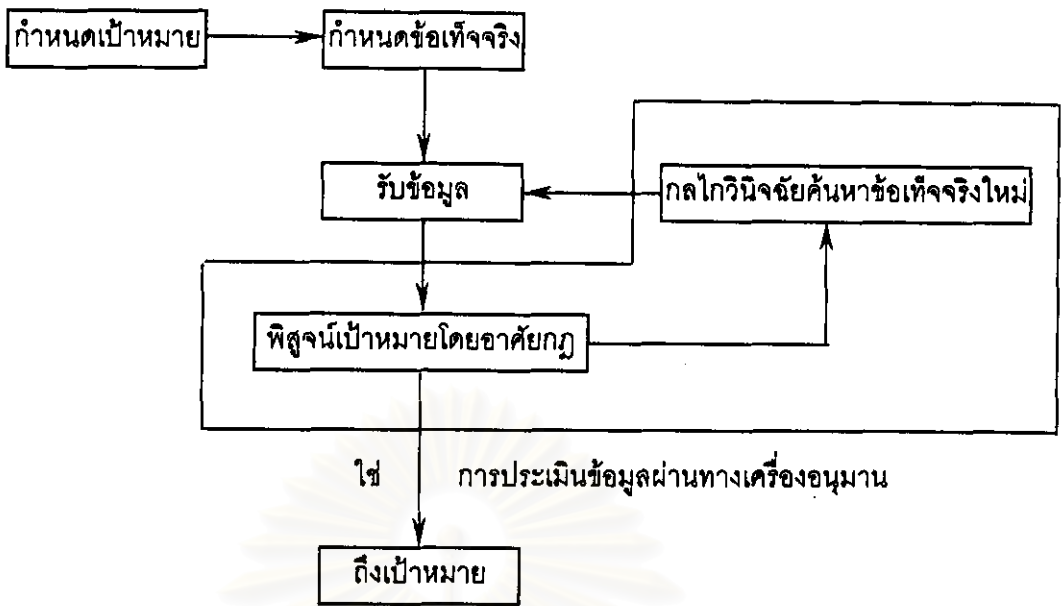 กำหนดเป้าหมาย
กำหนดข้อเท็จจริง
รับข้อมูล
กลไกวินิจฉัยค้นหาข้อเท็จจริงใหม่
พิสูจน์เป้าหมายโดยอาศัยกฎ
ใช่
การประเมินข้อมูลผ่านทางเครื่องอนุมาน
ถึงเป้าหมาย